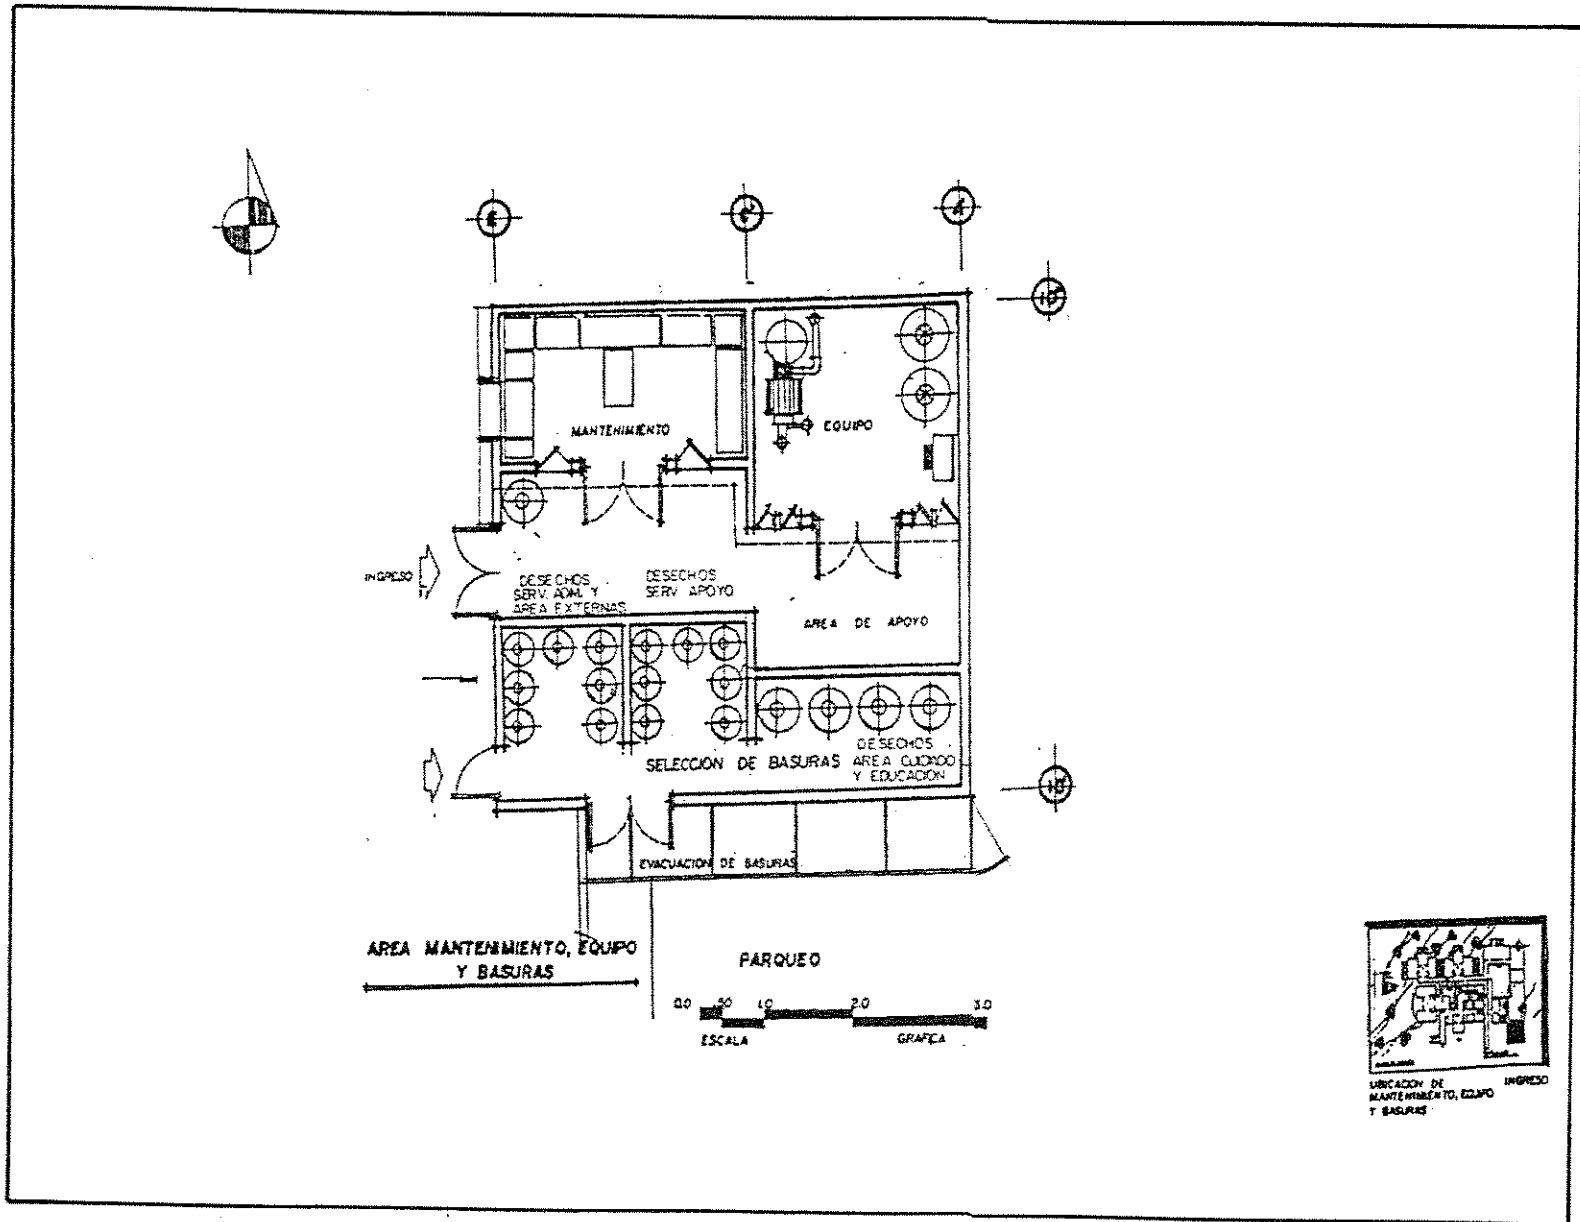 MANTENIMIENTO
EQUIPO
INGRESO
DESECHOS
SERV. ADM. Y
AREA EXTERNAS
DESECHOS
SERV APOYO
AREA DE APOYO
SELECCION DE BASURAS
DESECHOS
AREA CUIDADO
Y EDUCACION
EVACUACION DE BASURAS
AREA MANTENIMIENTO, EQUIPO
Y BASURAS
PARQUEO
0.0 .50 1.0 2.0 3.0
ESCALA GRAFICA
UBICACION DE
MANTENIMIENTO, EQUIPO
Y BASURAS
INGRESO